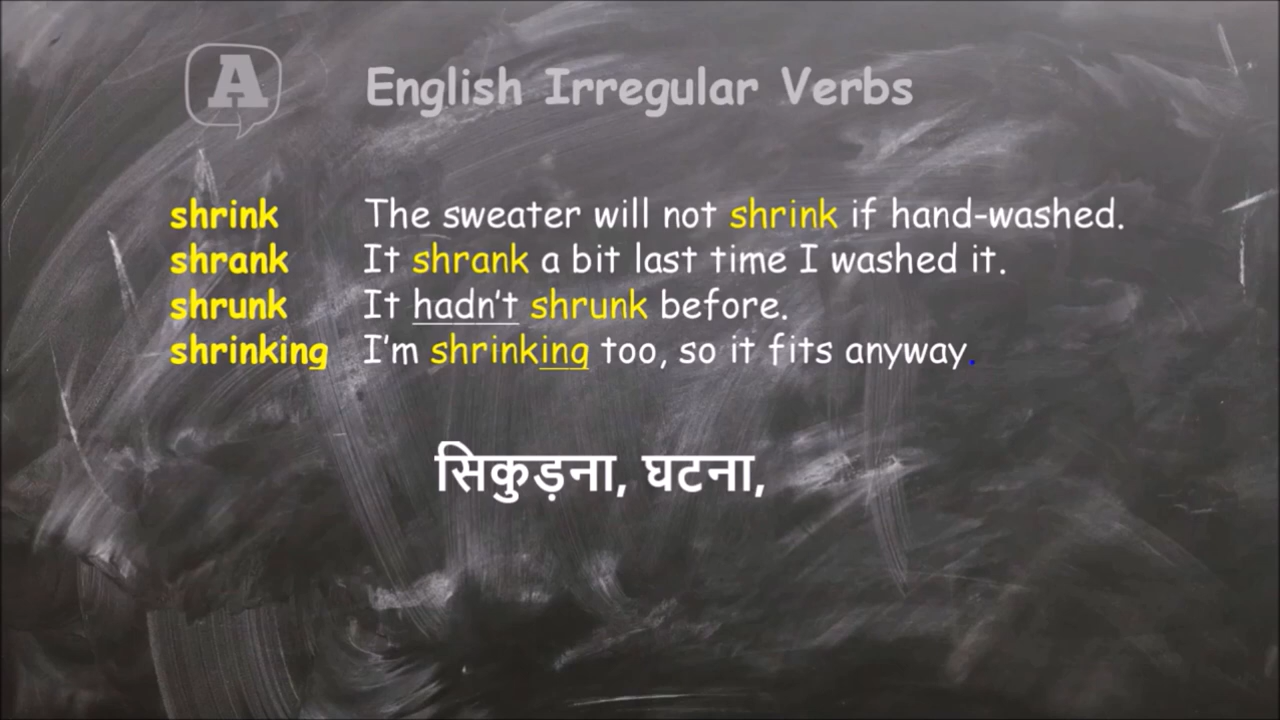 A English Irregular Verbs
shrink The sweater will not shrink if hand-washed.
shrank It shrank a bit last time I washed it.
shrunk It hadn't shrunk before.
shrinking I'm shrinking too, so it fits anyway.
सिकुड़ना, घटना,